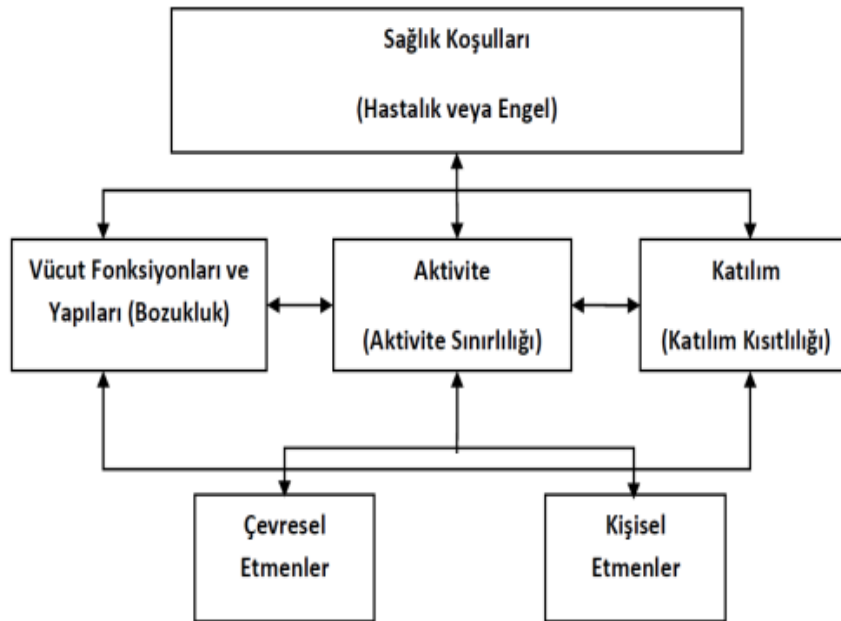 Sağlık Koşulları
(Hastalık veya Engel)
Vücut Fonksiyonları ve
Yapıları (Bozukluk)
Aktivite
(Aktivite Sınırlılığı)
Katılım
(Katılım Kısıtlılığı)
Çevresel
Etmenler
Kişisel
Etmenler